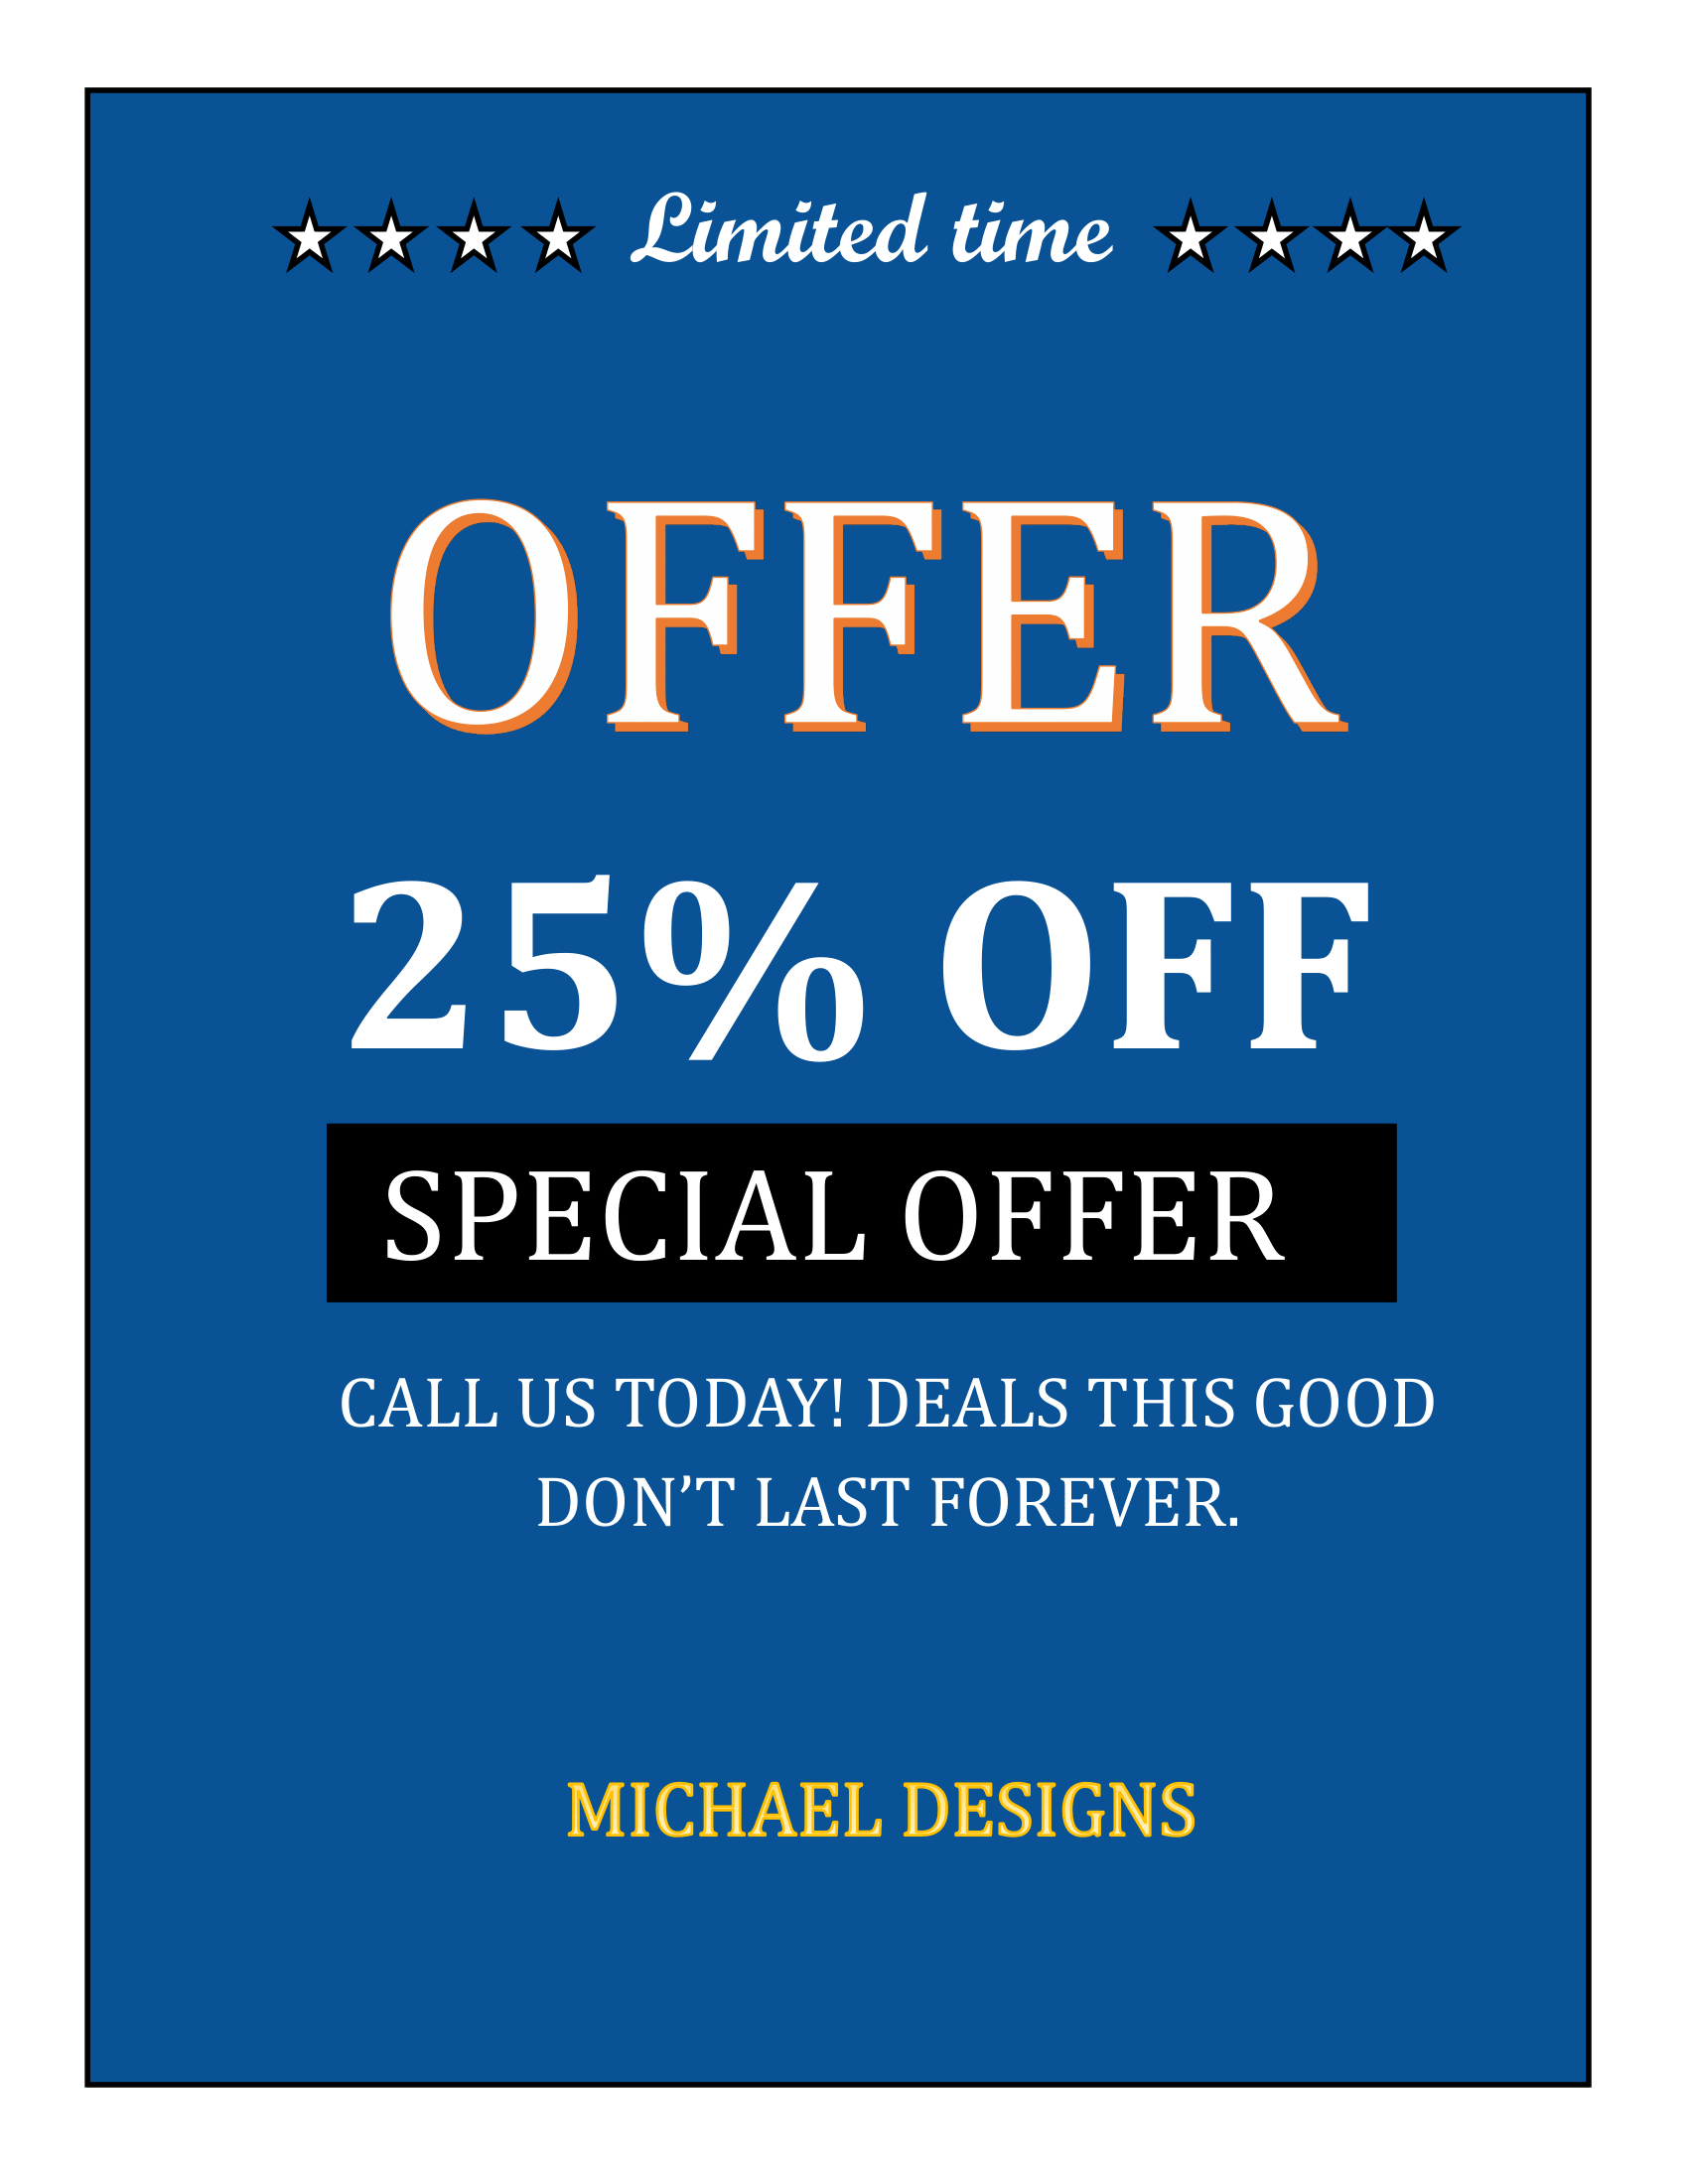 Limited time
OFFER
25% OFF
SPECIAL OFFER
CALL US TODAY! DEALS THIS GOOD
DON’T LAST FOREVER.
MICHAEL DESIGNS